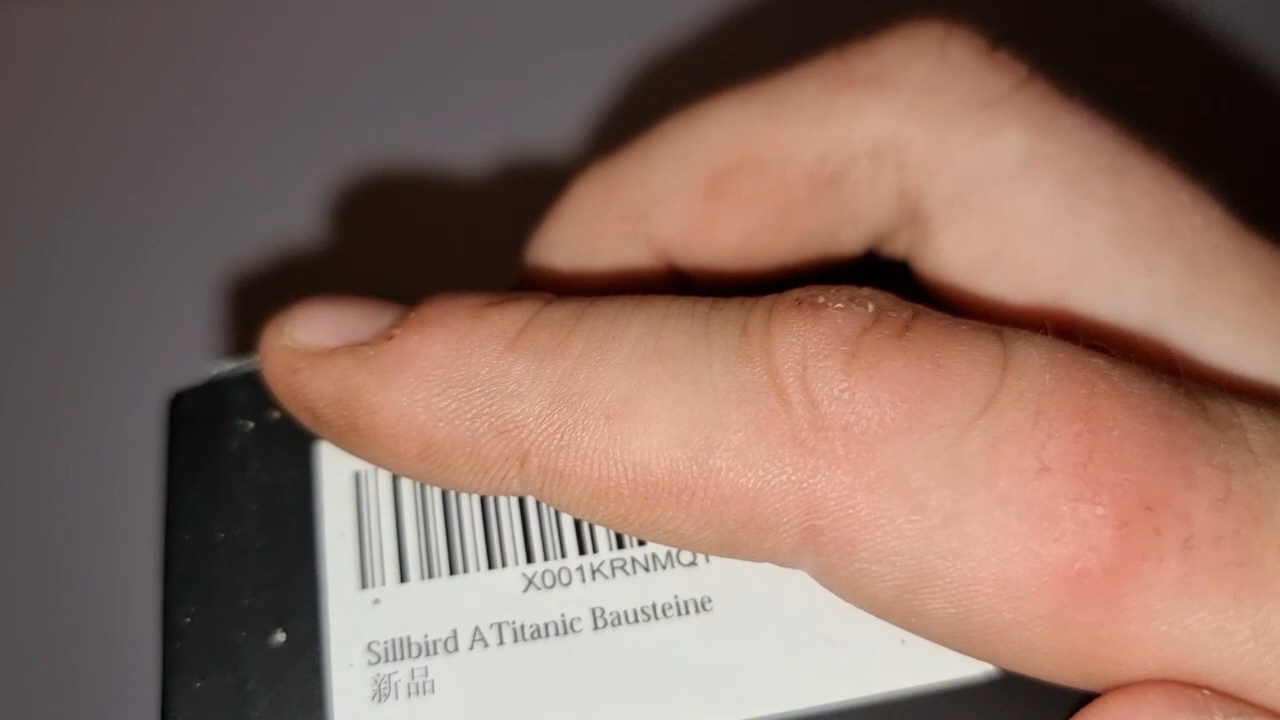 X001KRNMQ
Sillbird ATitanic Bausteine
新品